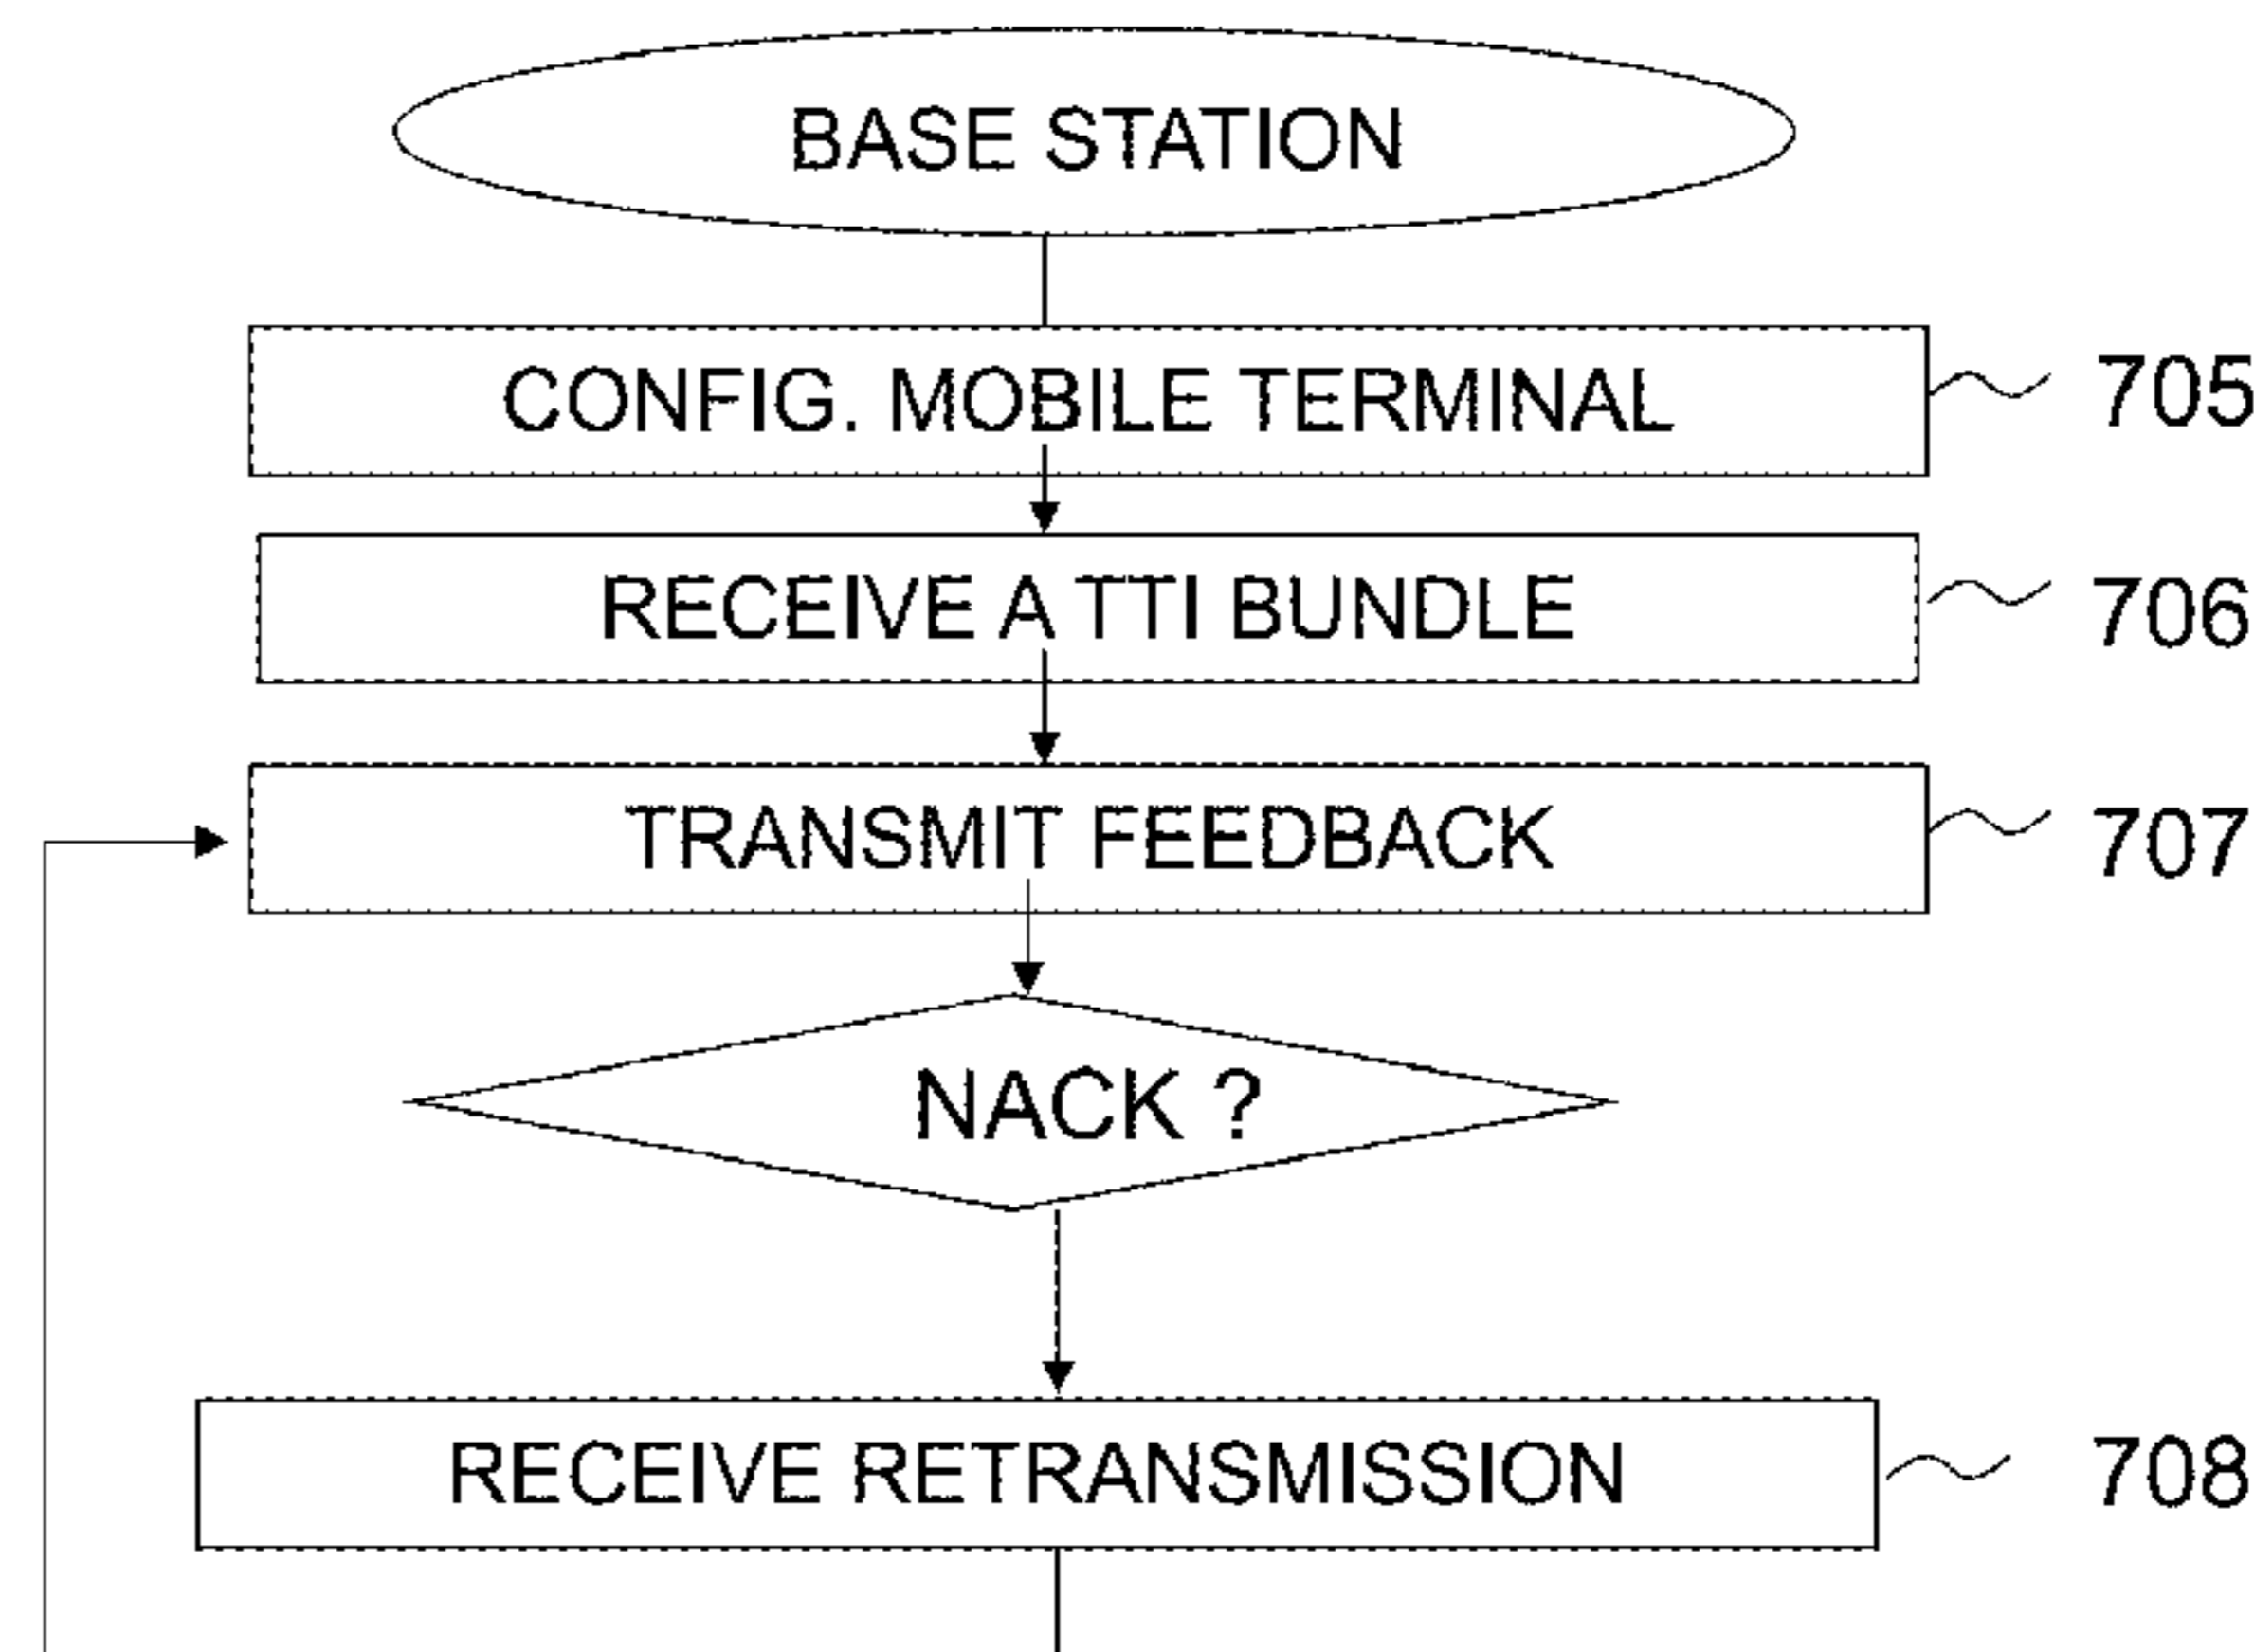 BASE STATION
CONFIG. MOBILE TERMINAL 705
RECEIVE A TTI BUNDLE 706
TRANSMIT FEEDBACK 707
NACK ?
RECEIVE RETRANSMISSION 708